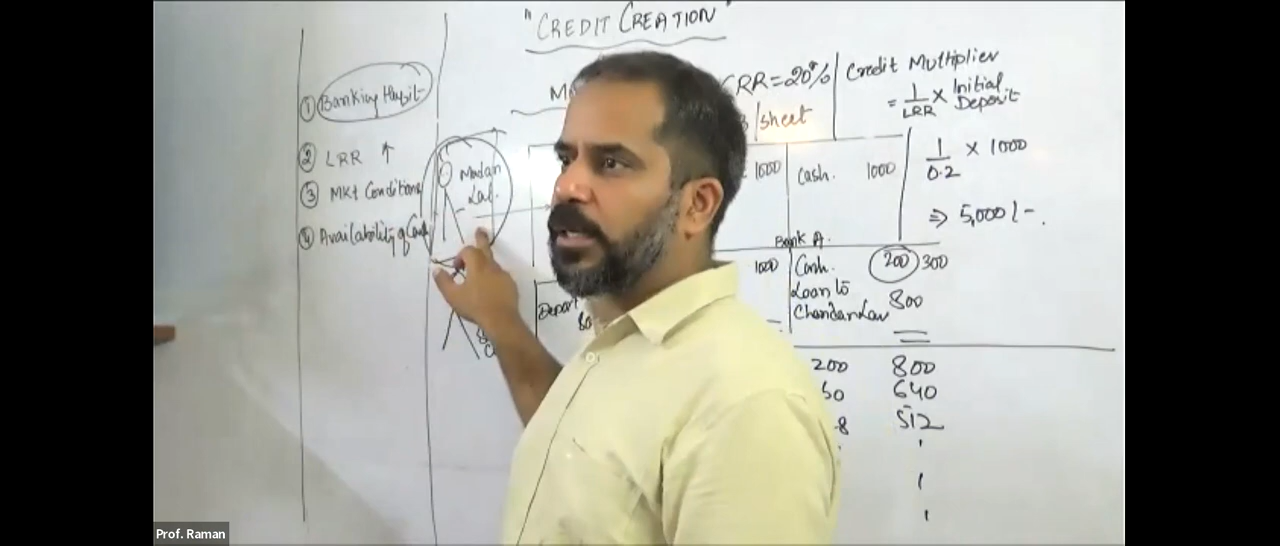 "CREDIT CREATION"
① Banking Habit
② LRR ↑
③ Mkt Conditions
④ Availability of
Madan
Lal.
RR = 20%
/sheet
Credit Multiplier
= 1/LRR × Initial Deposit
1000
Cash. 1000
1/0.2 × 1000
⇒ 5,000/-.
Bank A.
1000
Cash. 200 300
Loan to
Chandan Lal 800
200 800
640
512
Prof. Raman